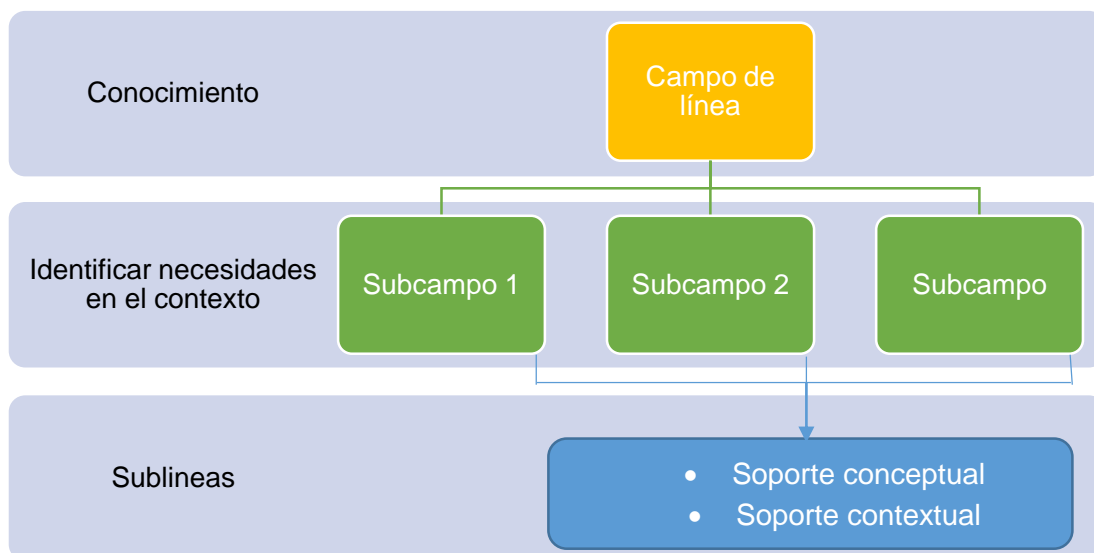 Conocimiento
Campo de
línea
Identificar necesidades
en el contexto
Subcampo 1
Subcampo 2
Subcampo
Sublineas
• Soporte conceptual
• Soporte contextual